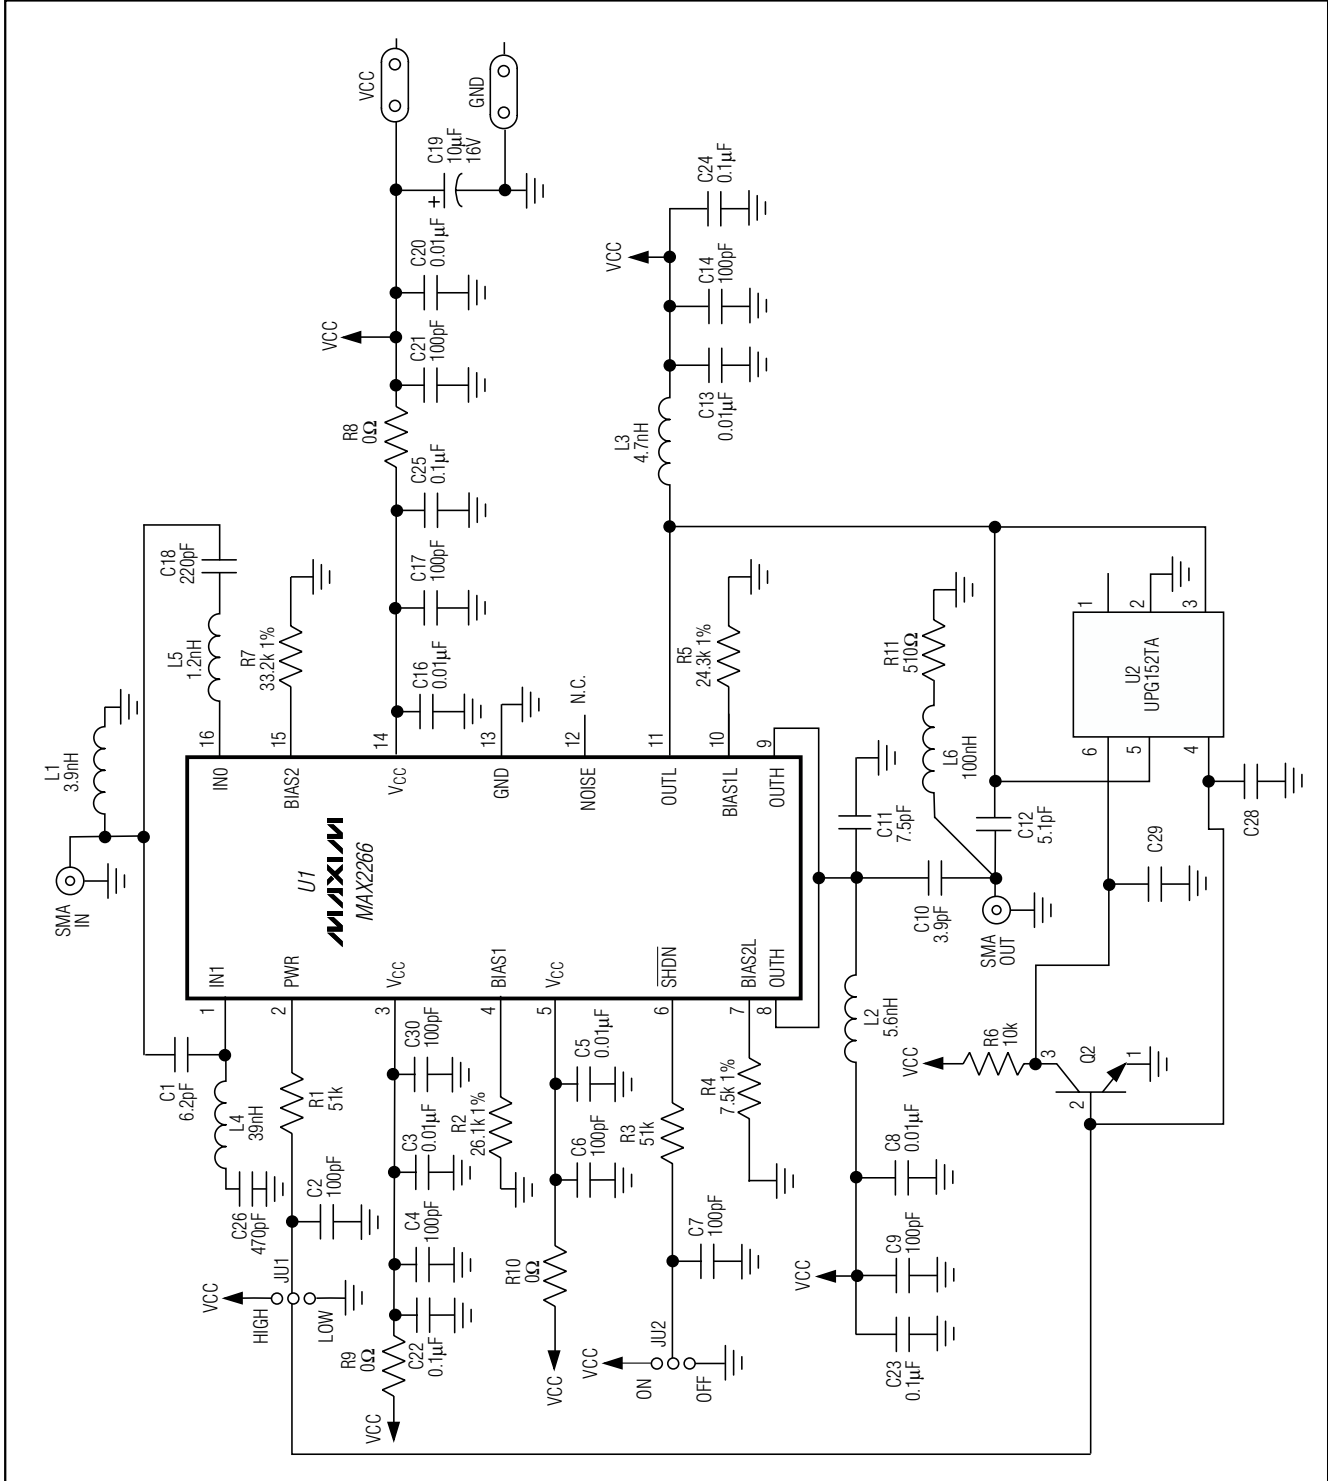 SMA
IN
L1
3.9nH
C1
6.2pF
L4
39nH
C26
470pF
C18
220pF
L5
1.2nH
R7
33.2k 1%
R1
51k
C2
100pF
JU1
VCC
HIGH
LOW
U1
MAXIM
MAX2266
1
IN1
2
PWR
3
VCC
4
BIAS1
5
VCC
6
SHDN
7
BIAS2L
8
OUTH
16
IN0
15
BIAS2
14
VCC
13
GND
12
NOISE
N.C.
11
OUTL
10
BIAS1L
9
OUTH
VCC
R9
0Ω
C22
0.1µF
C4
100pF
C3
0.01µF
C30
100pF
R2
26.1k 1%
VCC
R10
0Ω
C6
100pF
C5
0.01µF
VCC
ON
OFF
JU2
C7
100pF
R3
51k
R4
7.5k 1%
C16
0.01µF
C17
100pF
C25
0.1µF
R8
0Ω
C21
100pF
VCC
C20
0.01µF
+
C19
10µF
16V
VCC
GND
R5
24.3k 1%
L3
4.7nH
C13
0.01µF
C14
100pF
VCC
C24
0.1µF
C23
0.1µF
VCC
C9
100pF
C8
0.01µF
L2
5.6nH
C11
7.5pF
C10
3.9pF
SMA
OUT
C12
5.1pF
L6
100nH
R11
510Ω
VCC
R6
10k
Q2
1
2
3
C29
C28
U2
UPG152TA
6
5
4
1
2
3